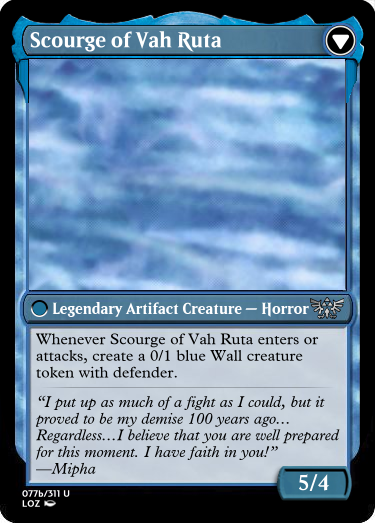 Scourge of Vah Ruta
Legendary Artifact Creature — Horror
Whenever Scourge of Vah Ruta enters or
attacks, create a 0/1 blue Wall creature
token with defender.
“I put up as much of a fight as I could, but it
proved to be my demise 100 years ago…
Regardless…I believe that you are well prepared
for this moment. I have faith in you!”
—Mipha
5/4
077b/311 U
LOZ